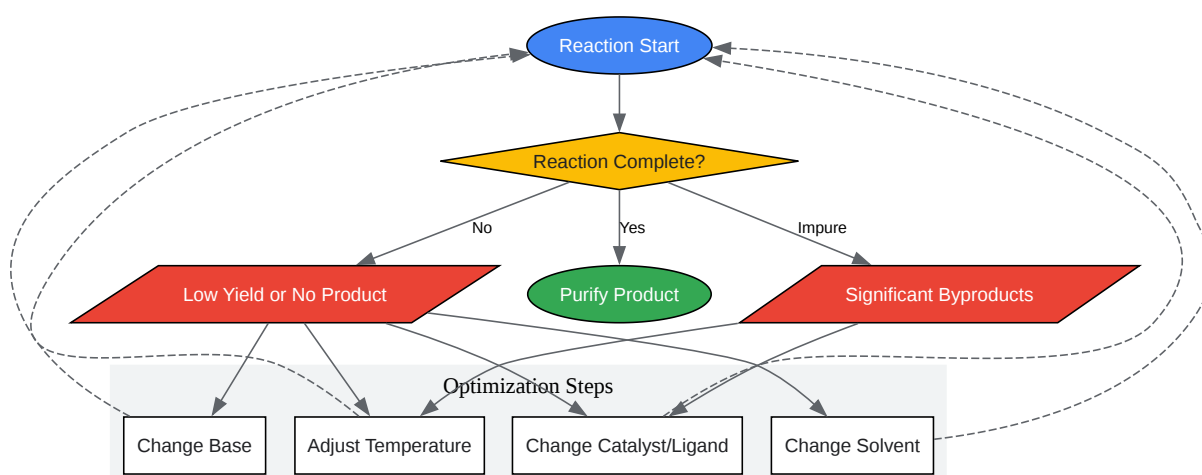 Reaction Start
Reaction Complete?
No
Yes
Impure
Low Yield or No Product
Purify Product
Significant Byproducts
Optimization Steps
Change Base
Adjust Temperature
Change Catalyst/Ligand
Change Solvent